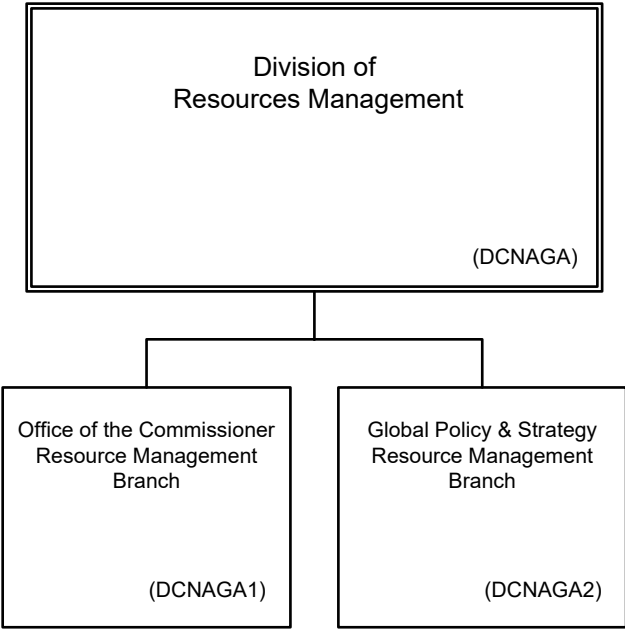 Division of
Resources Management
(DCNAGA)
Office of the Commissioner
Resource Management
Branch
(DCNAGA1)
Global Policy & Strategy
Resource Management
Branch
(DCNAGA2)